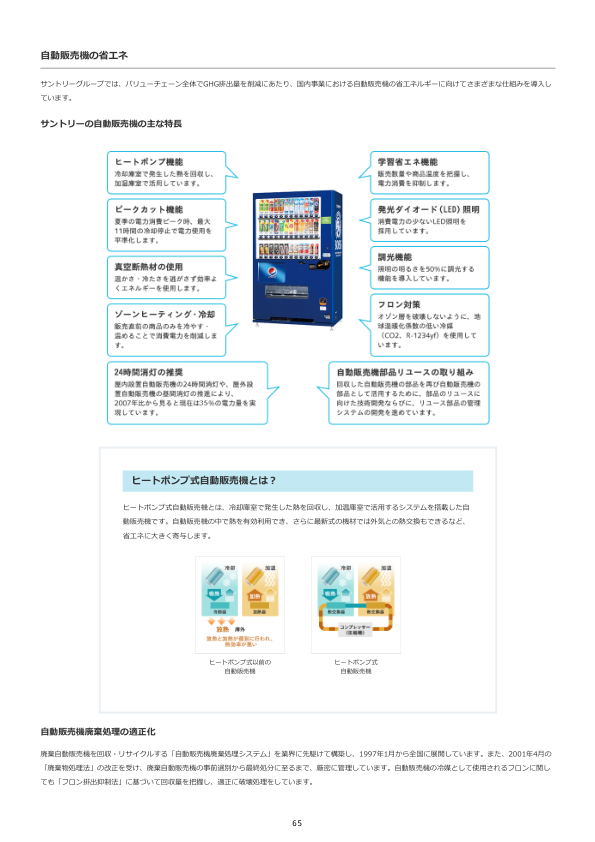 自動販売機の省エネ
サントリーグループでは、バリューチェーン全体でGHG排出量を削減にあたり、国内事業における自動販売機の省エネルギーに向けてさまざまな仕組みを導入し
ています。
サントリーの自動販売機の主な特長
ヒートポンプ機能
冷却庫室で発生した熱を回収し、
加温庫室で活用しています。
ピークカット機能
夏季の電力消費ピーク時、最大
11時間の冷却停止で電力使用を
平準化します。
真空断熱材の使用
温かさ・冷たさを逃がさず効率よ
くエネルギーを使用します。
ゾーンヒーティング・冷却
販売直前の商品のみを冷やす・
温めることで消費電力を削減しま
す。
24時間消灯の推奨
屋内設置自動販売機の24時間消灯や、屋外設
置自動販売機の昼間消灯の推進により、
2007年比から見ると現在は35%の電力量を実
現しています。
学習省エネ機能
販売数量や商品温度を把握し、
電力消費を抑制します。
発光ダイオード(LED)照明
消費電力の少ないLED照明を
採用しています。
調光機能
照明の明るさを50%に調光する
機能を導入しています。
フロン対策
オゾン層を破壊しないように、地
球温暖化係数の低い冷媒
(CO2、R-1234yf)を使用して
います。
自動販売機部品リユースの取り組み
回収した自動販売機の部品を再び自動販売機の
部品として活用するために、部品のリユースに
向けた技術開発ならびに、リユース部品の管理
システムの開発を進めています。
ヒートポンプ式自動販売機とは?
ヒートポンプ式自動販売機とは、冷却庫室で発生した熱を回収し、加温庫室で活用するシステムを搭載した自
動販売機です。自動販売機の中で熱を有効利用でき、さらに最新式の機材では外気との熱交換もできるなど、
省エネに大きく寄与します。
冷却 加温
吸熱 加熱
冷却器 加熱器
放熱 庫外
放熱と加熱が個別に行われ、
熱効率が悪い
ヒートポンプ式以前の
自動販売機
冷却 加温
吸熱 放熱
熱交換器 熱交換器
コンプレッサー
(圧縮機)
ヒートポンプ式
自動販売機
自動販売機廃棄処理の適正化
廃棄自動販売機を回収・リサイクルする「自動販売機廃棄処理システム」を業界に先駆けて構築し、1997年1月から全国に展開しています。また、2001年4月の
「廃棄物処理法」の改正を受け、廃棄自動販売機の事前選別から最終処分に至るまで、厳密に管理しています。自動販売機の冷媒として使用されるフロンに関し
ても「フロン排出抑制法」に基づいて回収量を把握し、適正に破壊処理をしています。
65